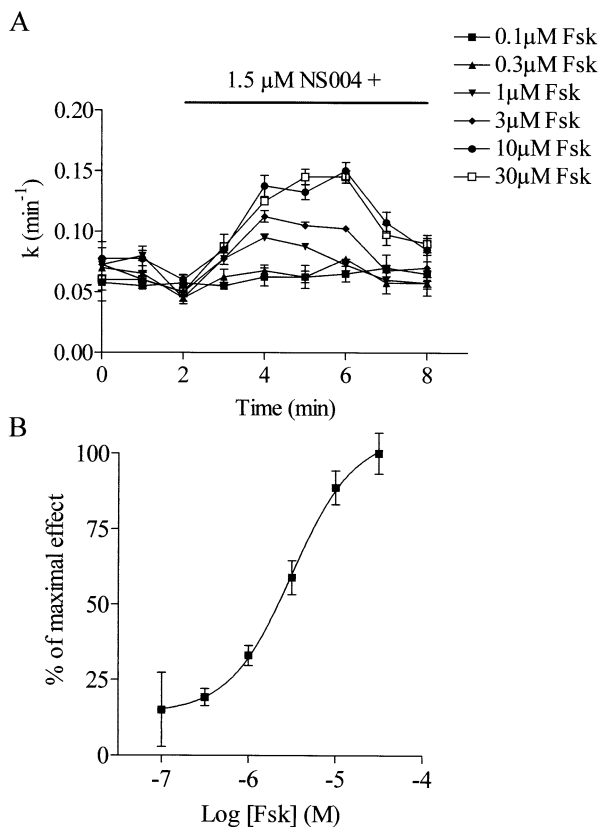 A
0.1µM Fsk
0.3µM Fsk
1µM Fsk
3µM Fsk
10µM Fsk
30µM Fsk
1.5 µM NS004 +
0.20
0.15
0.10
0.05
0.00
k (min⁻¹)
0 2 4 6 8
Time (min)
B
100
75
50
25
0
% of maximal effect
-7 -6 -5 -4
Log [Fsk] (M)